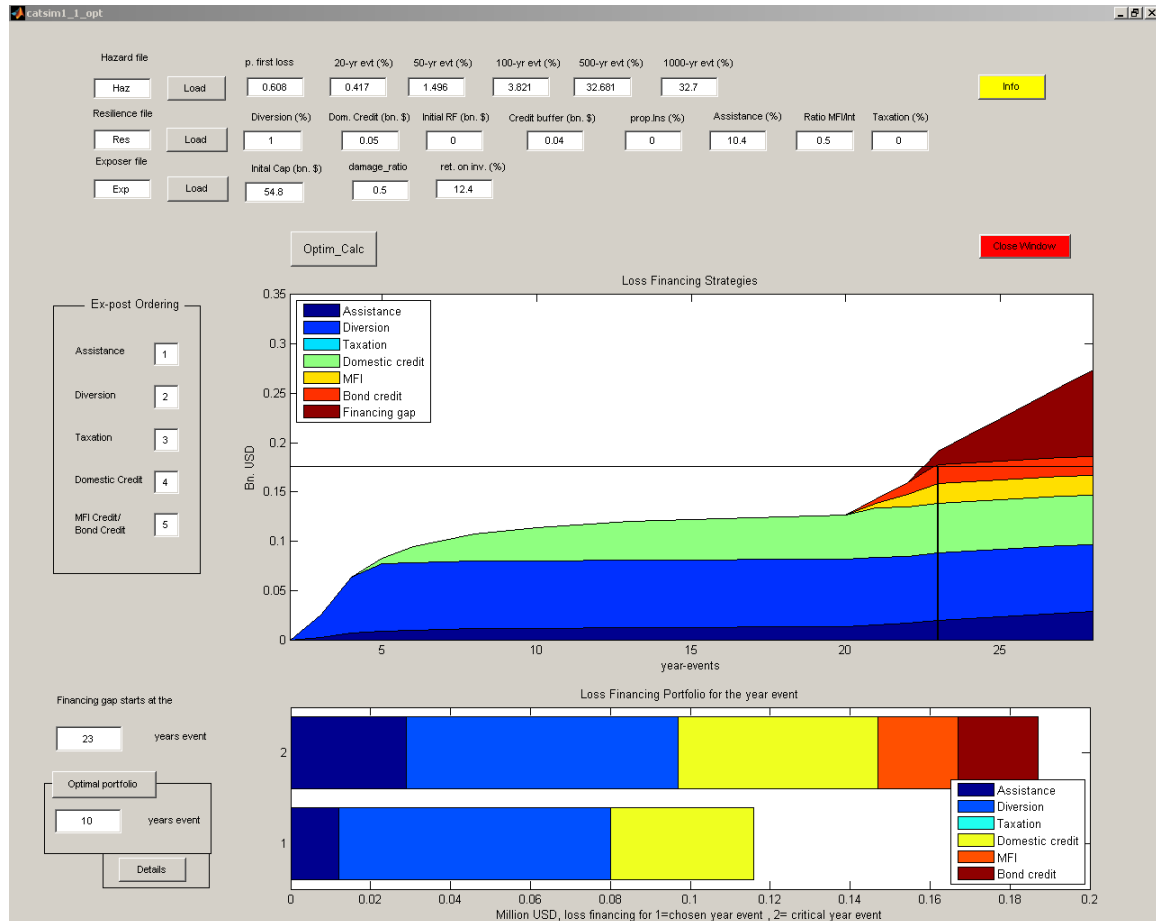 catsim1_1_opt
Hazard file
p. first loss 20-yr evt (%) 50-yr evt (%) 100-yr evt (%) 500-yr evt (%) 1000-yr evt (%)
Haz Load 0.608 0.417 1.496 3.821 32.681 32.7 Info
Resilience file
Diversion (%) Dom. Credit (bn. $) Initial RF (bn. $) Credit buffer (bn. $) prop.Ins (%) Assistance (%) Ratio MFI/Int Taxation (%)
Res Load 1 0.05 0 0.04 0 10.4 0.5 0
Exposer file
Inital Cap (bn. $) damage_ratio ret. on inv. (%)
Exp Load 54.8 0.5 12.4
Optim_Calc
Close Window
Loss Financing Strategies
Ex-post Ordering
Assistance 1
Diversion 2
Taxation 3
Domestic Credit 4
MFI Credit/
Bond Credit 5
0.35
0.3
0.25
0.2
0.15
0.1
0.05
0
Bn. USD
Assistance
Diversion
Taxation
Domestic credit
MFI
Bond credit
Financing gap
5 10 15 20 25
year-events
Financing gap starts at the
23 years event
Optimal portfolio
10 years event
Details
Loss Financing Portfolio for the year event
2
1
Assistance
Diversion
Taxation
Domestic credit
MFI
Bond credit
0 0.02 0.04 0.06 0.08 0.1 0.12 0.14 0.16 0.18 0.2
Million USD, loss financing for 1=chosen year event , 2= critical year event